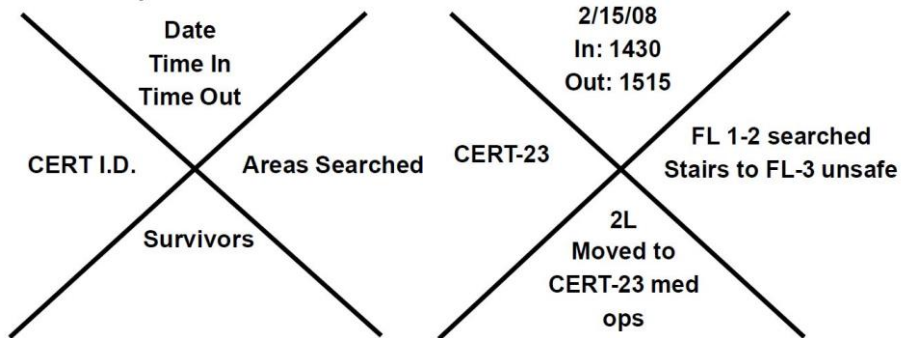 Date
Time In
Time Out
CERT I.D.
Areas Searched
Survivors
2/15/08
In: 1430
Out: 1515
CERT-23
FL 1-2 searched
Stairs to FL-3 unsafe
2L
Moved to
CERT-23 med
ops